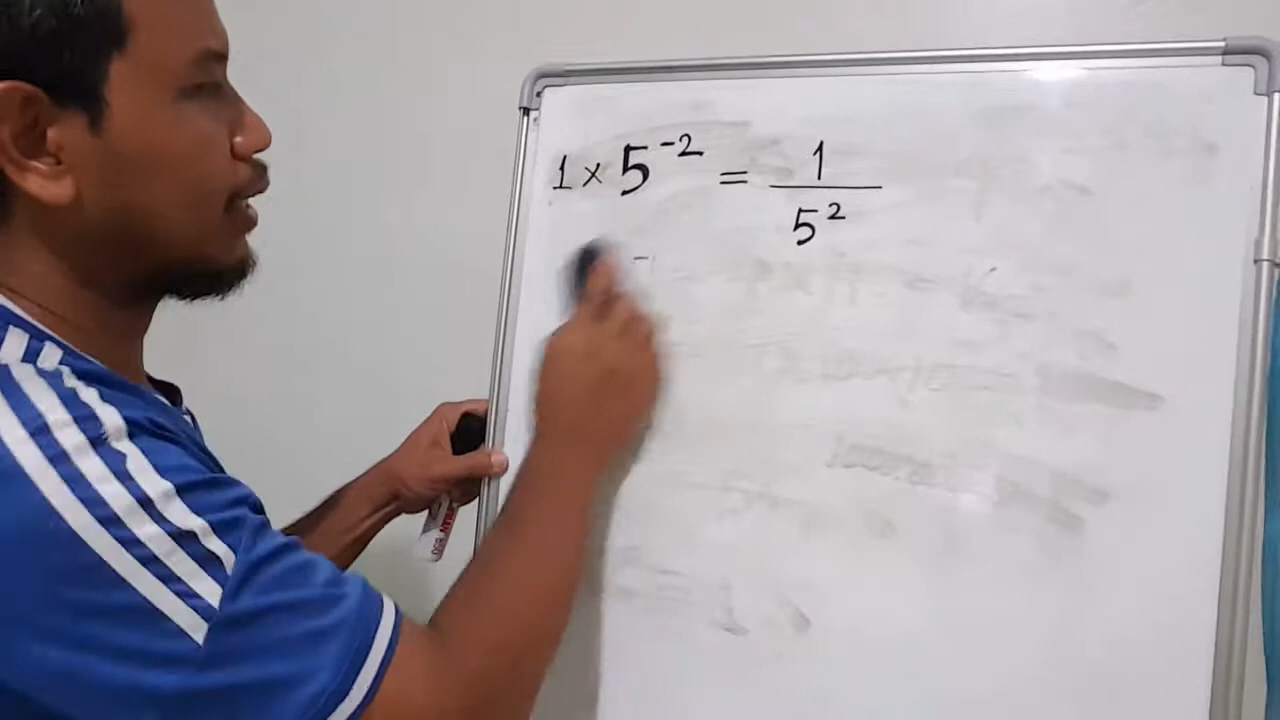 1 × 5⁻² = 1/5²